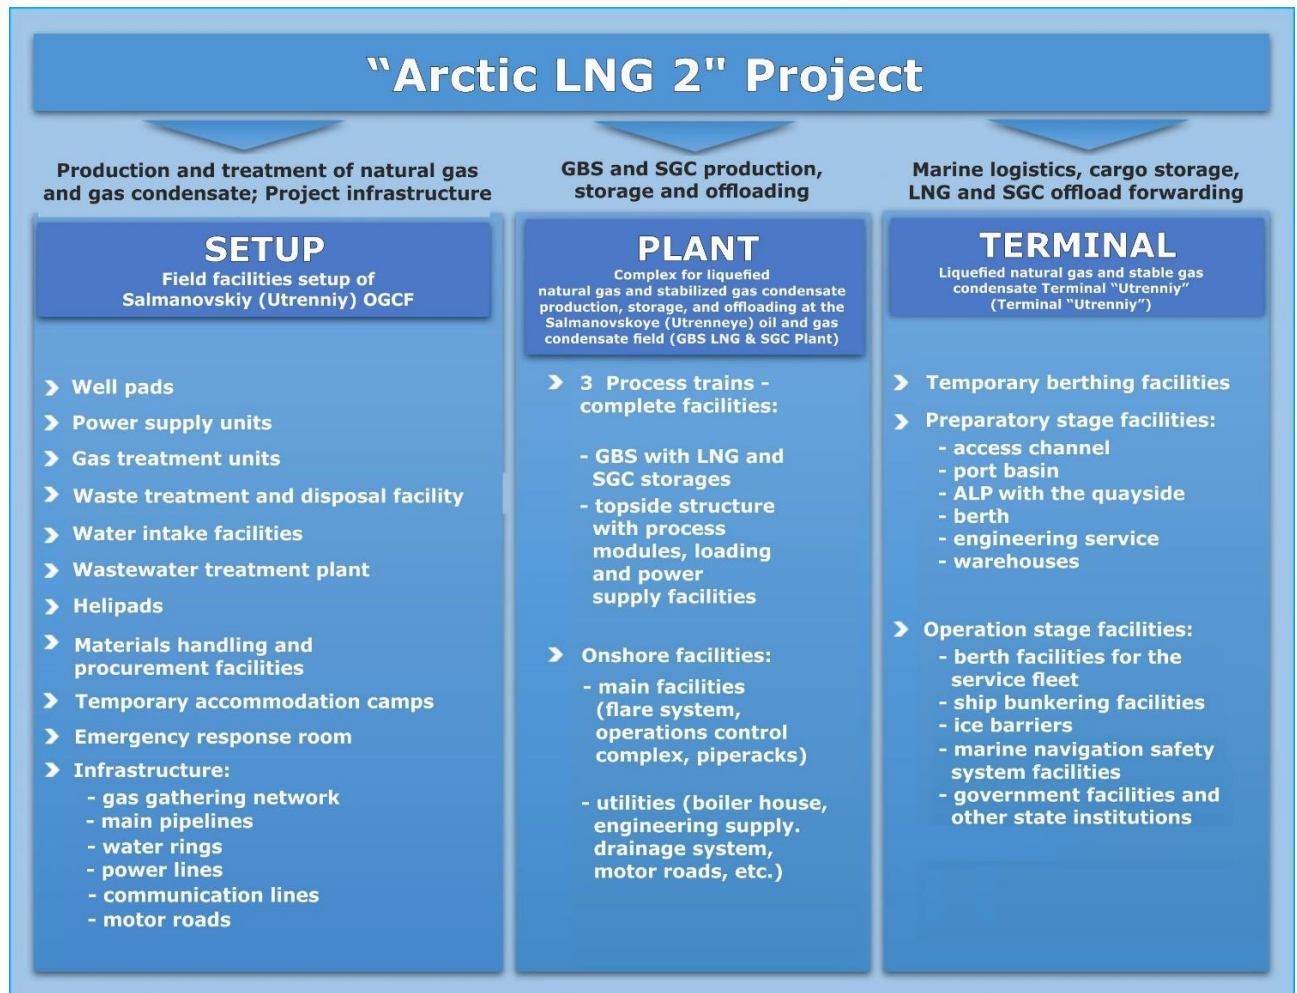 “Arctic LNG 2" Project
Production and treatment of natural gas
and gas condensate; Project infrastructure
SETUP
Field facilities setup of
Salmanovskiy (Utrenniy) OGCF
Well pads
Power supply units
Gas treatment units
Waste treatment and disposal facility
Water intake facilities
Wastewater treatment plant
Helipads
Materials handling and
procurement facilities
Temporary accommodation camps
Emergency response room
Infrastructure:
- gas gathering network
- main pipelines
- water rings
- power lines
- communication lines
- motor roads
GBS and SGC production,
storage and offloading
PLANT
Complex for liquefied
natural gas and stabilized gas condensate
production, storage, and offloading at the
Salmanovskoye (Utrenneye) oil and gas
condensate field (GBS LNG & SGC Plant)
3 Process trains -
complete facilities:
- GBS with LNG and
SGC storages
- topside structure
with process
modules, loading
and power
supply facilities
Onshore facilities:
- main facilities
(flare system,
operations control
complex, piperacks)
- utilities (boiler house,
engineering supply.
drainage system,
motor roads, etc.)
Marine logistics, cargo storage,
LNG and SGC offload forwarding
TERMINAL
Liquefied natural gas and stable gas
condensate Terminal “Utrenniy”
(Terminal “Utrenniy”)
Temporary berthing facilities
Preparatory stage facilities:
- access channel
- port basin
- ALP with the quayside
- berth
- engineering service
- warehouses
Operation stage facilities:
- berth facilities for the
service fleet
- ship bunkering facilities
- ice barriers
- marine navigation safety
system facilities
- government facilities and
other state institutions